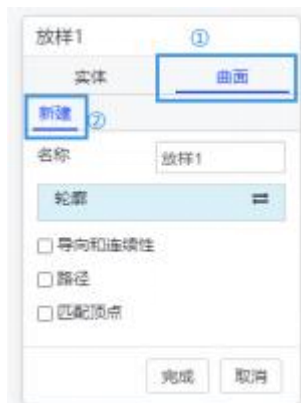 放样1 ①
实体 曲面
新建 ②
名称 放样1
轮廓
导向和连续性
路径
匹配顶点
完成 取消